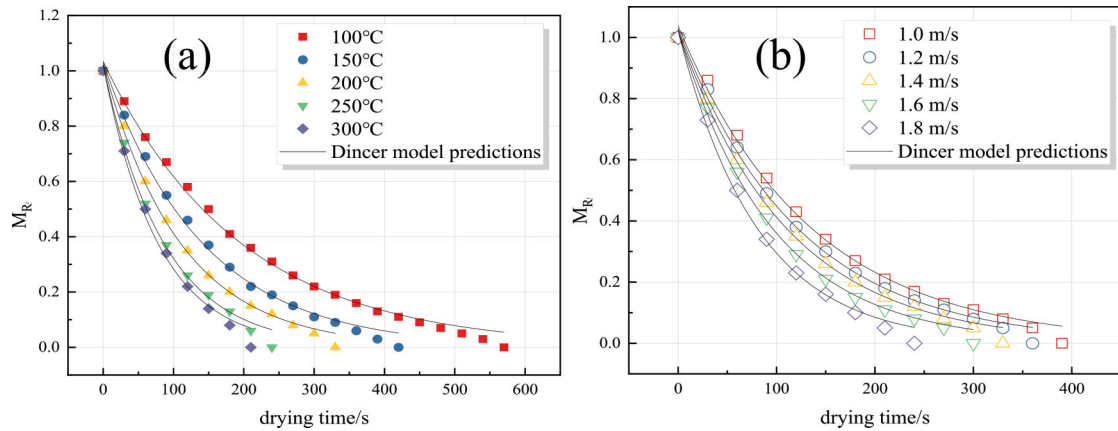 (a)
1.2
1.0
0.8
0.6
0.4
0.2
0.0
M_R
100℃
150℃
200℃
250℃
300℃
Dincer model predictions
0 100 200 300 400 500 600
drying time/s
(b)
1.0
0.8
0.6
0.4
0.2
0.0
M_R
1.0 m/s
1.2 m/s
1.4 m/s
1.6 m/s
1.8 m/s
Dincer model predictions
0 100 200 300 400
drying time/s